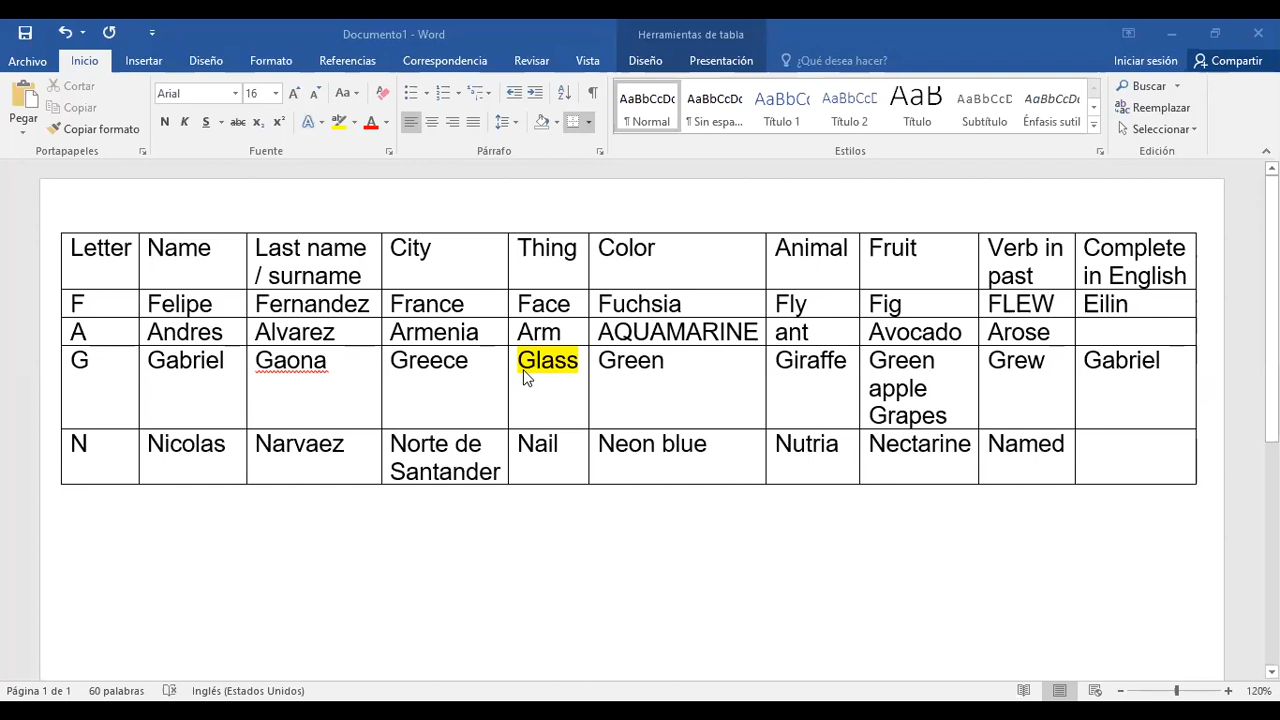 Documento1 - Word
Herramientas de tabla
Archivo Inicio Insertar Diseño Formato Referencias Correspondencia Revisar Vista Diseño Presentación ¿Qué desea hacer? Iniciar sesión Compartir
Pegar
Cortar
Copiar
Copiar formato
Portapapeles
Arial 16 Aa
N K S abc x₂ x² A A
Fuente
Párrafo
AaBbCcDc AaBbCcDc AaBbCc AaBbCcD AaB AaBbCcD AaBbCcDc
¶ Normal ¶ Sin espa... Título 1 Título 2 Título Subtítulo Énfasis sutil
Estilos
Buscar
Reemplazar
Seleccionar
Edición
Letter Name Last name / surname City Thing Color Animal Fruit Verb in past Complete in English
F Felipe Fernandez France Face Fuchsia Fly Fig FLEW Eilin
A Andres Alvarez Armenia Arm AQUAMARINE ant Avocado Arose
G Gabriel Gaona Greece Glass Green Giraffe Green apple Grapes Grew Gabriel
N Nicolas Narvaez Norte de Santander Nail Neon blue Nutria Nectarine Named
Página 1 de 1 60 palabras Inglés (Estados Unidos) 120%